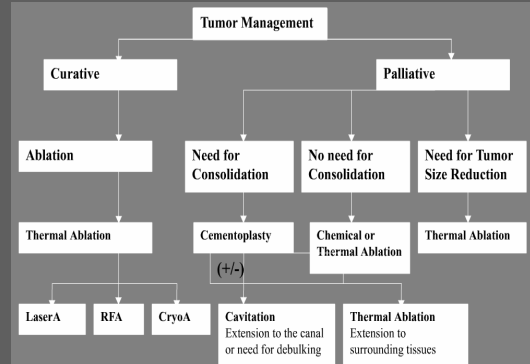 Tumor Management
Curative
Palliative
Ablation
Need for
Consolidation
No need for
Consolidation
Need for Tumor
Size Reduction
Thermal Ablation
Cementoplasty
Chemical or
Thermal Ablation
Thermal Ablation
(+/-)
LaserA
RFA
CryoA
Cavitation
Extension to the canal
or need for debulking
Thermal Ablation
Extension to
surrounding tissues